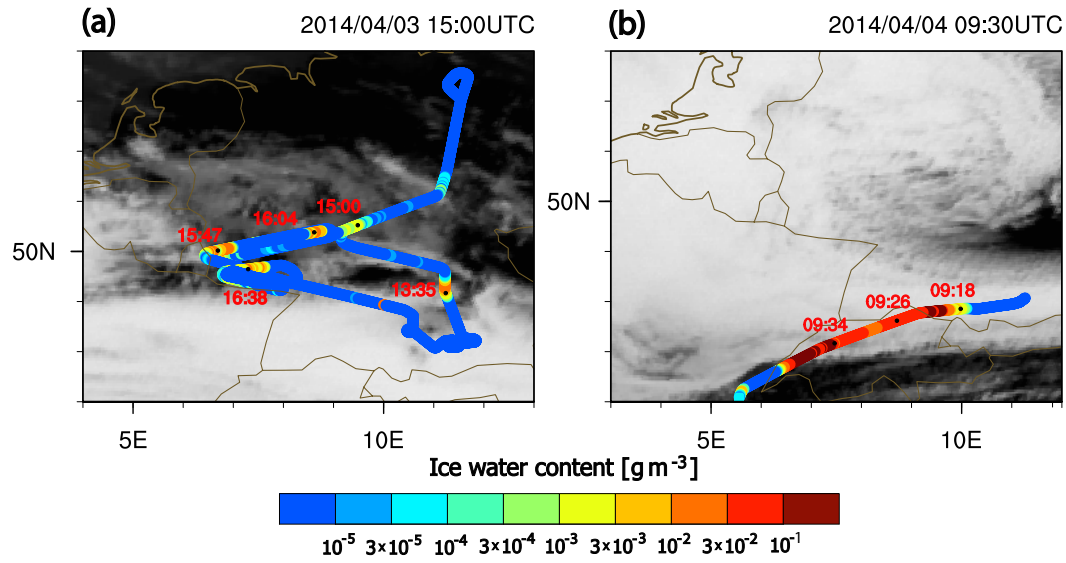 (a) 2014/04/03 15:00UTC
(b) 2014/04/04 09:30UTC
15:47
16:04
15:00
16:38
13:35
50N
5E
10E
50N
09:34
09:26
09:18
5E
10E
Ice water content [g m⁻³]
10⁻⁵ 3×10⁻⁵ 10⁻⁴ 3×10⁻⁴ 10⁻³ 3×10⁻³ 10⁻² 3×10⁻² 10⁻¹